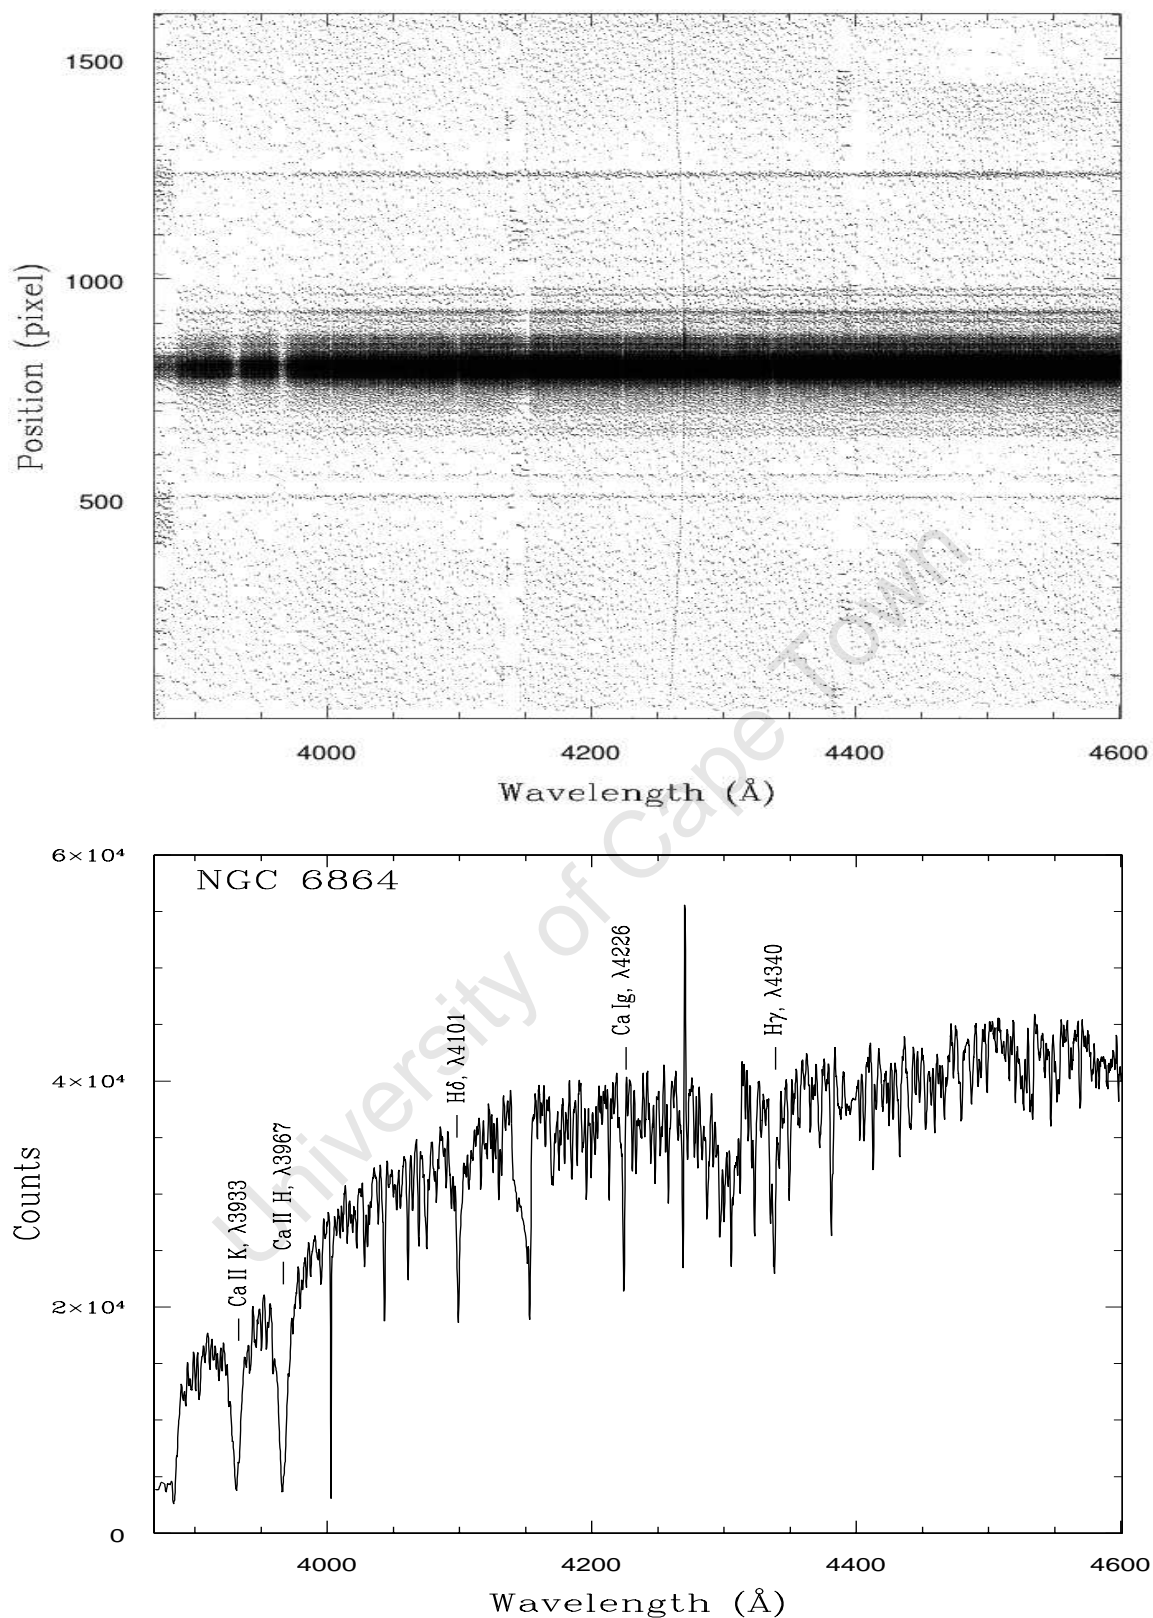 1500
1000
500
Position (pixel)
4000 4200 4400 4600
Wavelength (Å)
6×10⁴
4×10⁴
2×10⁴
0
Counts
NGC 6864
Ca II K, λ3933
Ca II H, λ3967
Hδ, λ4101
Ca Ig, λ4226
Hγ, λ4340
4000 4200 4400 4600
Wavelength (Å)
University of Cape Town